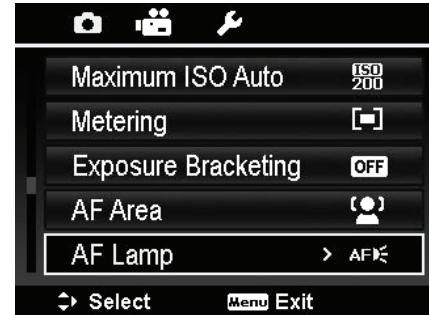 Maximum ISO Auto ISO 200
Metering
Exposure Bracketing OFF
AF Area
AF Lamp > AF
Select Menu Exit